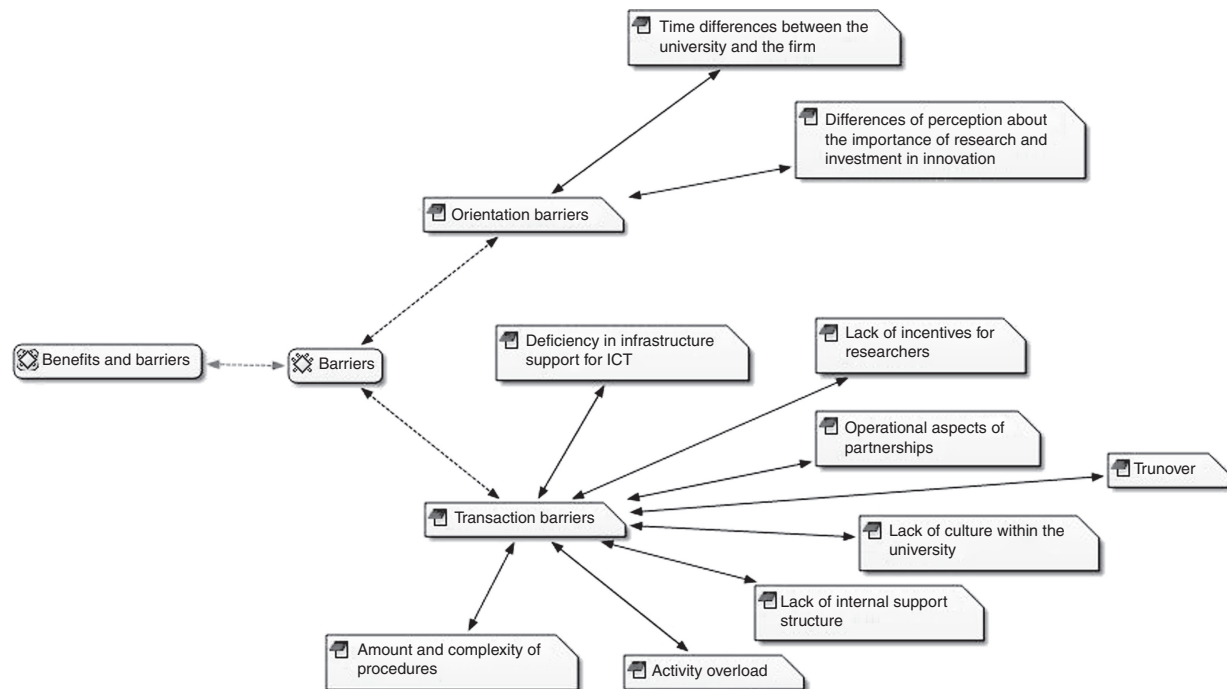 Time differences between the
university and the firm
Differences of perception about
the importance of research and
investment in innovation
Orientation barriers
Benefits and barriers
Barriers
Deficiency in infrastructure
support for ICT
Lack of incentives for
researchers
Operational aspects of
partnerships
Trunover
Transaction barriers
Lack of culture within the
university
Lack of internal support
structure
Amount and complexity of
procedures
Activity overload